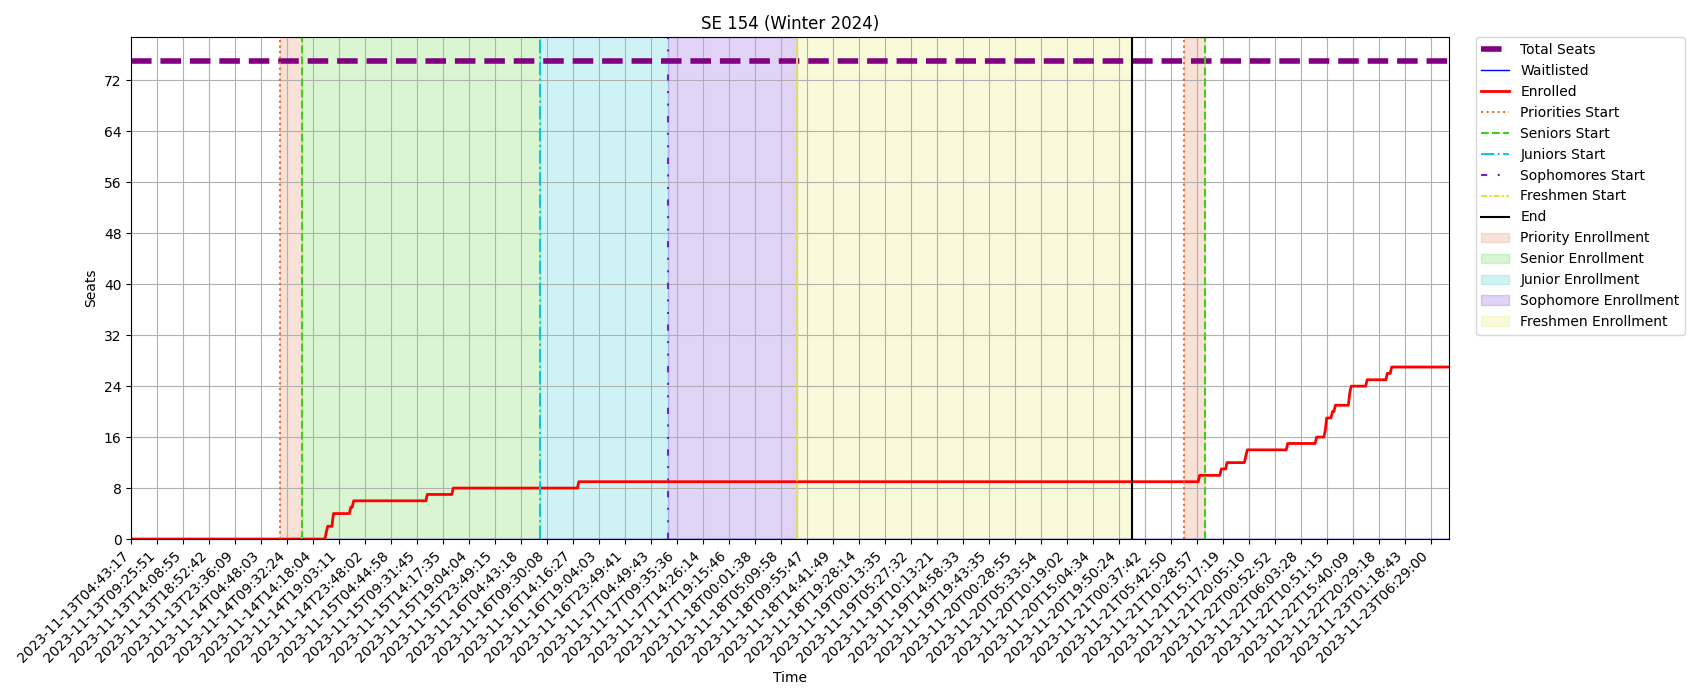 SE 154 (Winter 2024)
Seats
72
64
56
48
40
32
24
16
8
0
2023-11-13T04:43:17
2023-11-13T09:25:51
2023-11-13T14:08:55
2023-11-13T18:52:42
2023-11-13T23:36:09
2023-11-14T04:48:03
2023-11-14T09:32:24
2023-11-14T14:18:04
2023-11-14T19:03:11
2023-11-14T23:48:02
2023-11-15T04:44:58
2023-11-15T09:31:45
2023-11-15T14:17:35
2023-11-15T19:04:04
2023-11-15T23:49:15
2023-11-16T04:43:18
2023-11-16T09:30:08
2023-11-16T14:16:27
2023-11-16T19:04:03
2023-11-16T23:49:41
2023-11-17T04:49:43
2023-11-17T09:35:36
2023-11-17T14:26:14
2023-11-17T19:15:46
2023-11-18T00:01:38
2023-11-18T05:09:58
2023-11-18T09:55:47
2023-11-18T14:41:49
2023-11-18T19:28:14
2023-11-19T00:13:35
2023-11-19T05:27:32
2023-11-19T10:13:21
2023-11-19T14:58:33
2023-11-19T19:43:35
2023-11-20T00:28:55
2023-11-20T05:33:54
2023-11-20T10:19:02
2023-11-20T15:04:34
2023-11-20T19:50:24
2023-11-21T00:37:42
2023-11-21T05:42:50
2023-11-21T10:28:57
2023-11-21T15:17:19
2023-11-21T20:05:10
2023-11-22T00:52:52
2023-11-22T06:03:28
2023-11-22T10:51:15
2023-11-22T15:40:09
2023-11-22T20:29:18
2023-11-23T01:18:43
2023-11-23T06:29:00
Time
Total Seats
Waitlisted
Enrolled
Priorities Start
Seniors Start
Juniors Start
Sophomores Start
Freshmen Start
End
Priority Enrollment
Senior Enrollment
Junior Enrollment
Sophomore Enrollment
Freshmen Enrollment